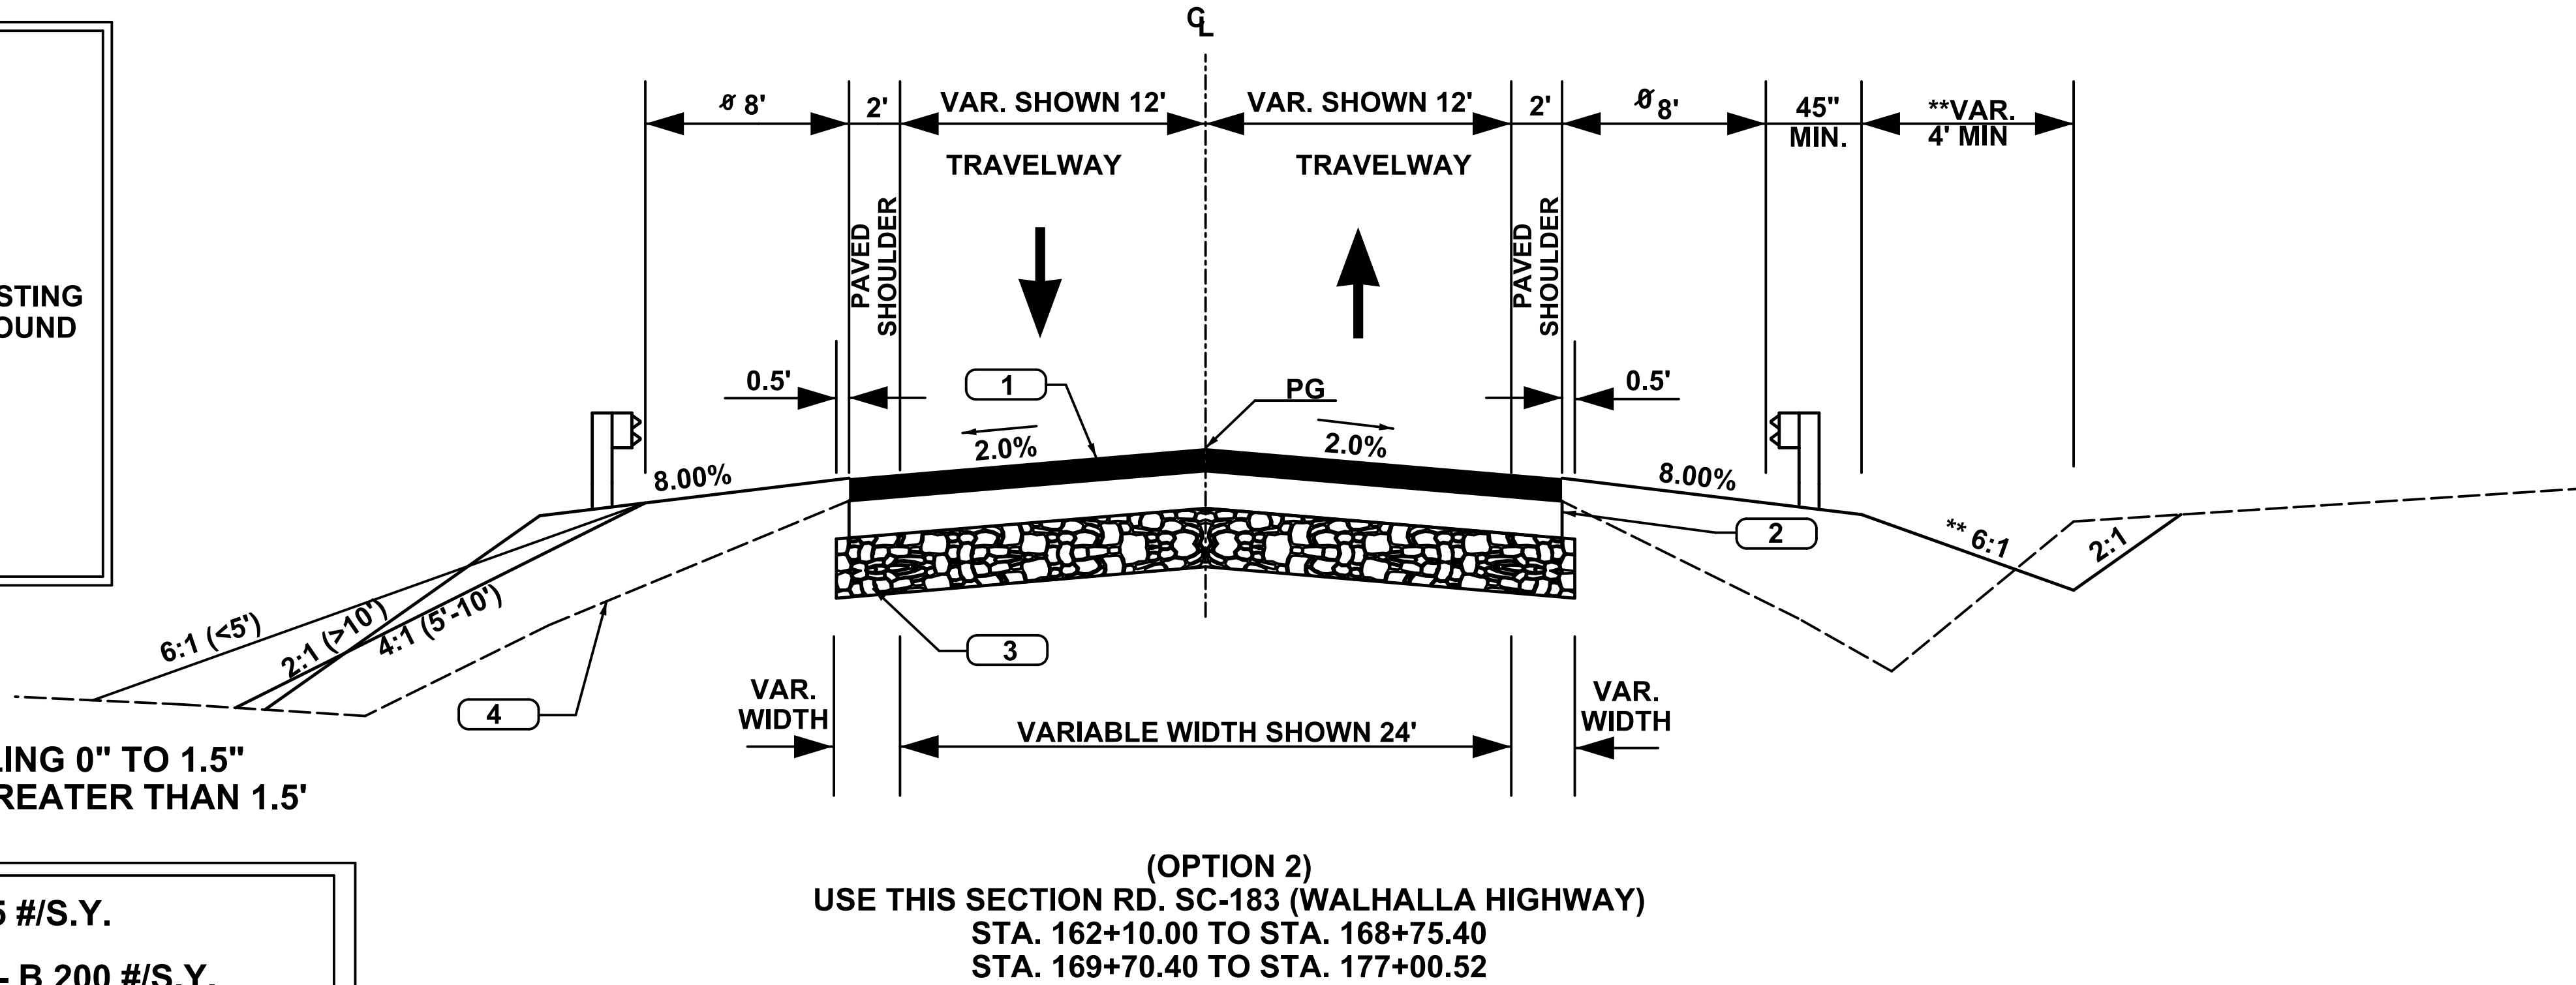 CL
Ø 8'
2'
VAR. SHOWN 12'
VAR. SHOWN 12'
2'
Ø 8'
45"
MIN.
**VAR.
4' MIN
TRAVELWAY
TRAVELWAY
PAVED
SHOULDER
PAVED
SHOULDER
STING
OUND
0.5'
1
PG
0.5'
2.0%
2.0%
8.00%
8.00%
2
** 6:1
2:1
6:1 (<5')
2:1 (>10')
4:1 (5'-10')
3
4
VAR.
WIDTH
VARIABLE WIDTH SHOWN 24'
VAR.
WIDTH
LING 0" TO 1.5"
REATER THAN 1.5'
(OPTION 2)
USE THIS SECTION RD. SC-183 (WALHALLA HIGHWAY)
STA. 162+10.00 TO STA. 168+75.40
STA. 169+70.40 TO STA. 177+00.52
5 #/S.Y.
- B 200 #/S.Y.